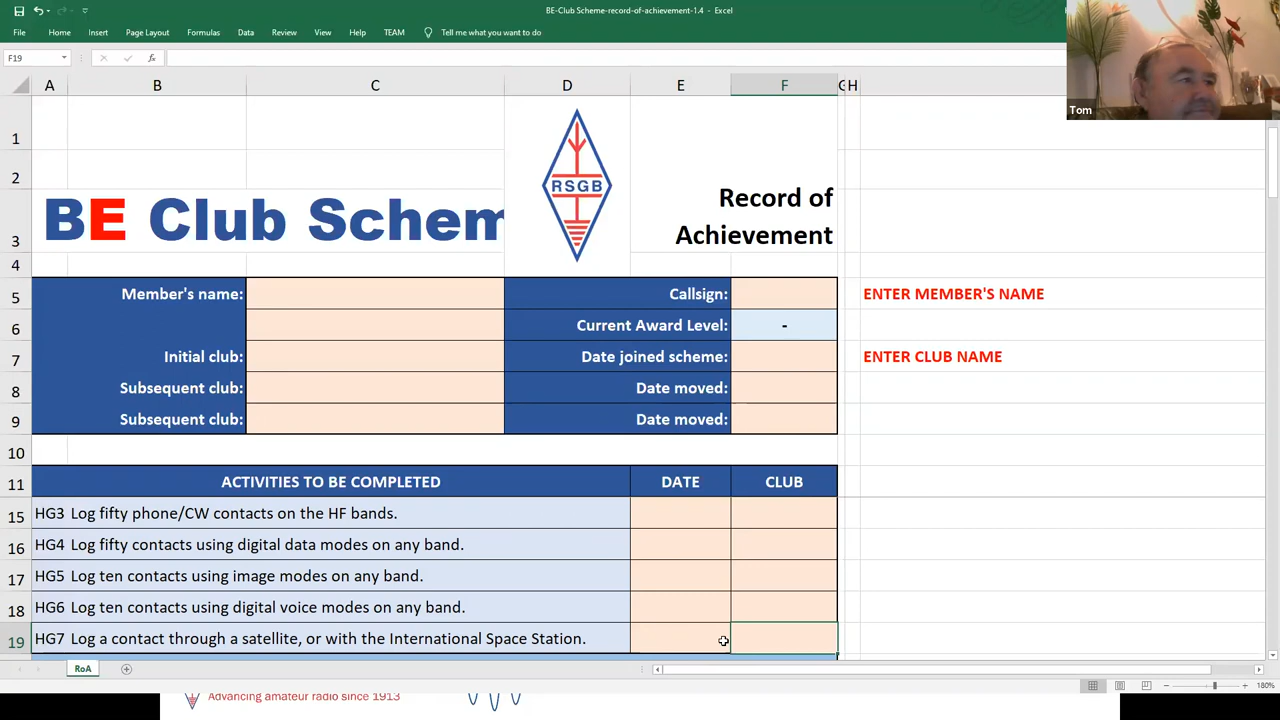 BE-Club Scheme-record-of-achievement-1.4 - Excel
File Home Insert Page Layout Formulas Data Review View Help TEAM Tell me what you want to do
Tom
F19 fx
A B C D E F G H
1
2
3
4
5
6
7
8
9
10
11
15
16
17
18
19
BE Club Schem
RSGB
Record of
Achievement
Member's name: Callsign: ENTER MEMBER'S NAME
Current Award Level: -
Initial club: Date joined scheme: ENTER CLUB NAME
Subsequent club: Date moved:
Subsequent club: Date moved:
ACTIVITIES TO BE COMPLETED DATE CLUB
HG3 Log fifty phone/CW contacts on the HF bands.
HG4 Log fifty contacts using digital data modes on any band.
HG5 Log ten contacts using image modes on any band.
HG6 Log ten contacts using digital voice modes on any band.
HG7 Log a contact through a satellite, or with the International Space Station.
RoA
180%
Advancing amateur radio since 1913